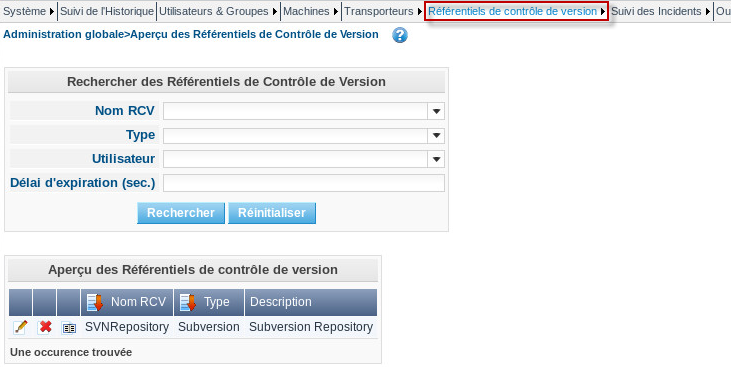 Système Suivi de l'Historique Utilisateurs & Groupes Machines Transporteurs Référentiels de contrôle de version Suivi des Incidents Ou
Administration globale>Aperçu des Référentiels de Contrôle de Version ?
Rechercher des Référentiels de Contrôle de Version
Nom RCV
Type
Utilisateur
Délai d'expiration (sec.)
Rechercher Réinitialiser
Aperçu des Référentiels de contrôle de version
Nom RCV Type Description
SVNRepository Subversion Subversion Repository
Une occurence trouvée